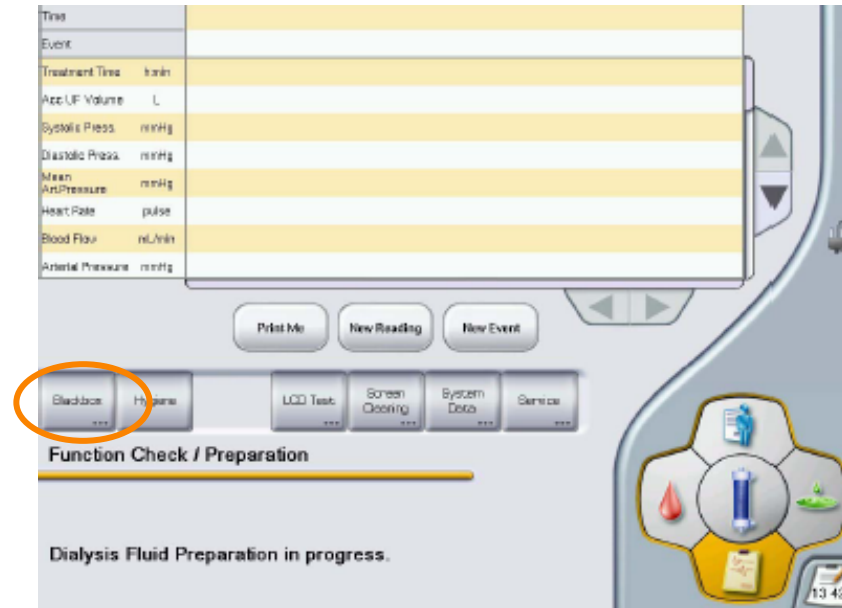 Time
Event
Treatment Time h:min
Acc UF Volume L
Systolic Press. mmHg
Diastolic Press. mmHg
Mean
Art.Pressure mmHg
Heart Rate pulse
Blood Flow mL/min
Arterial Pressure mmHg
Print Me New Reading New Event
Blackbox ... Hygiene LCD Test ... Screen Cleaning ... System Data ... Service ...
Function Check / Preparation
Dialysis Fluid Preparation in progress.